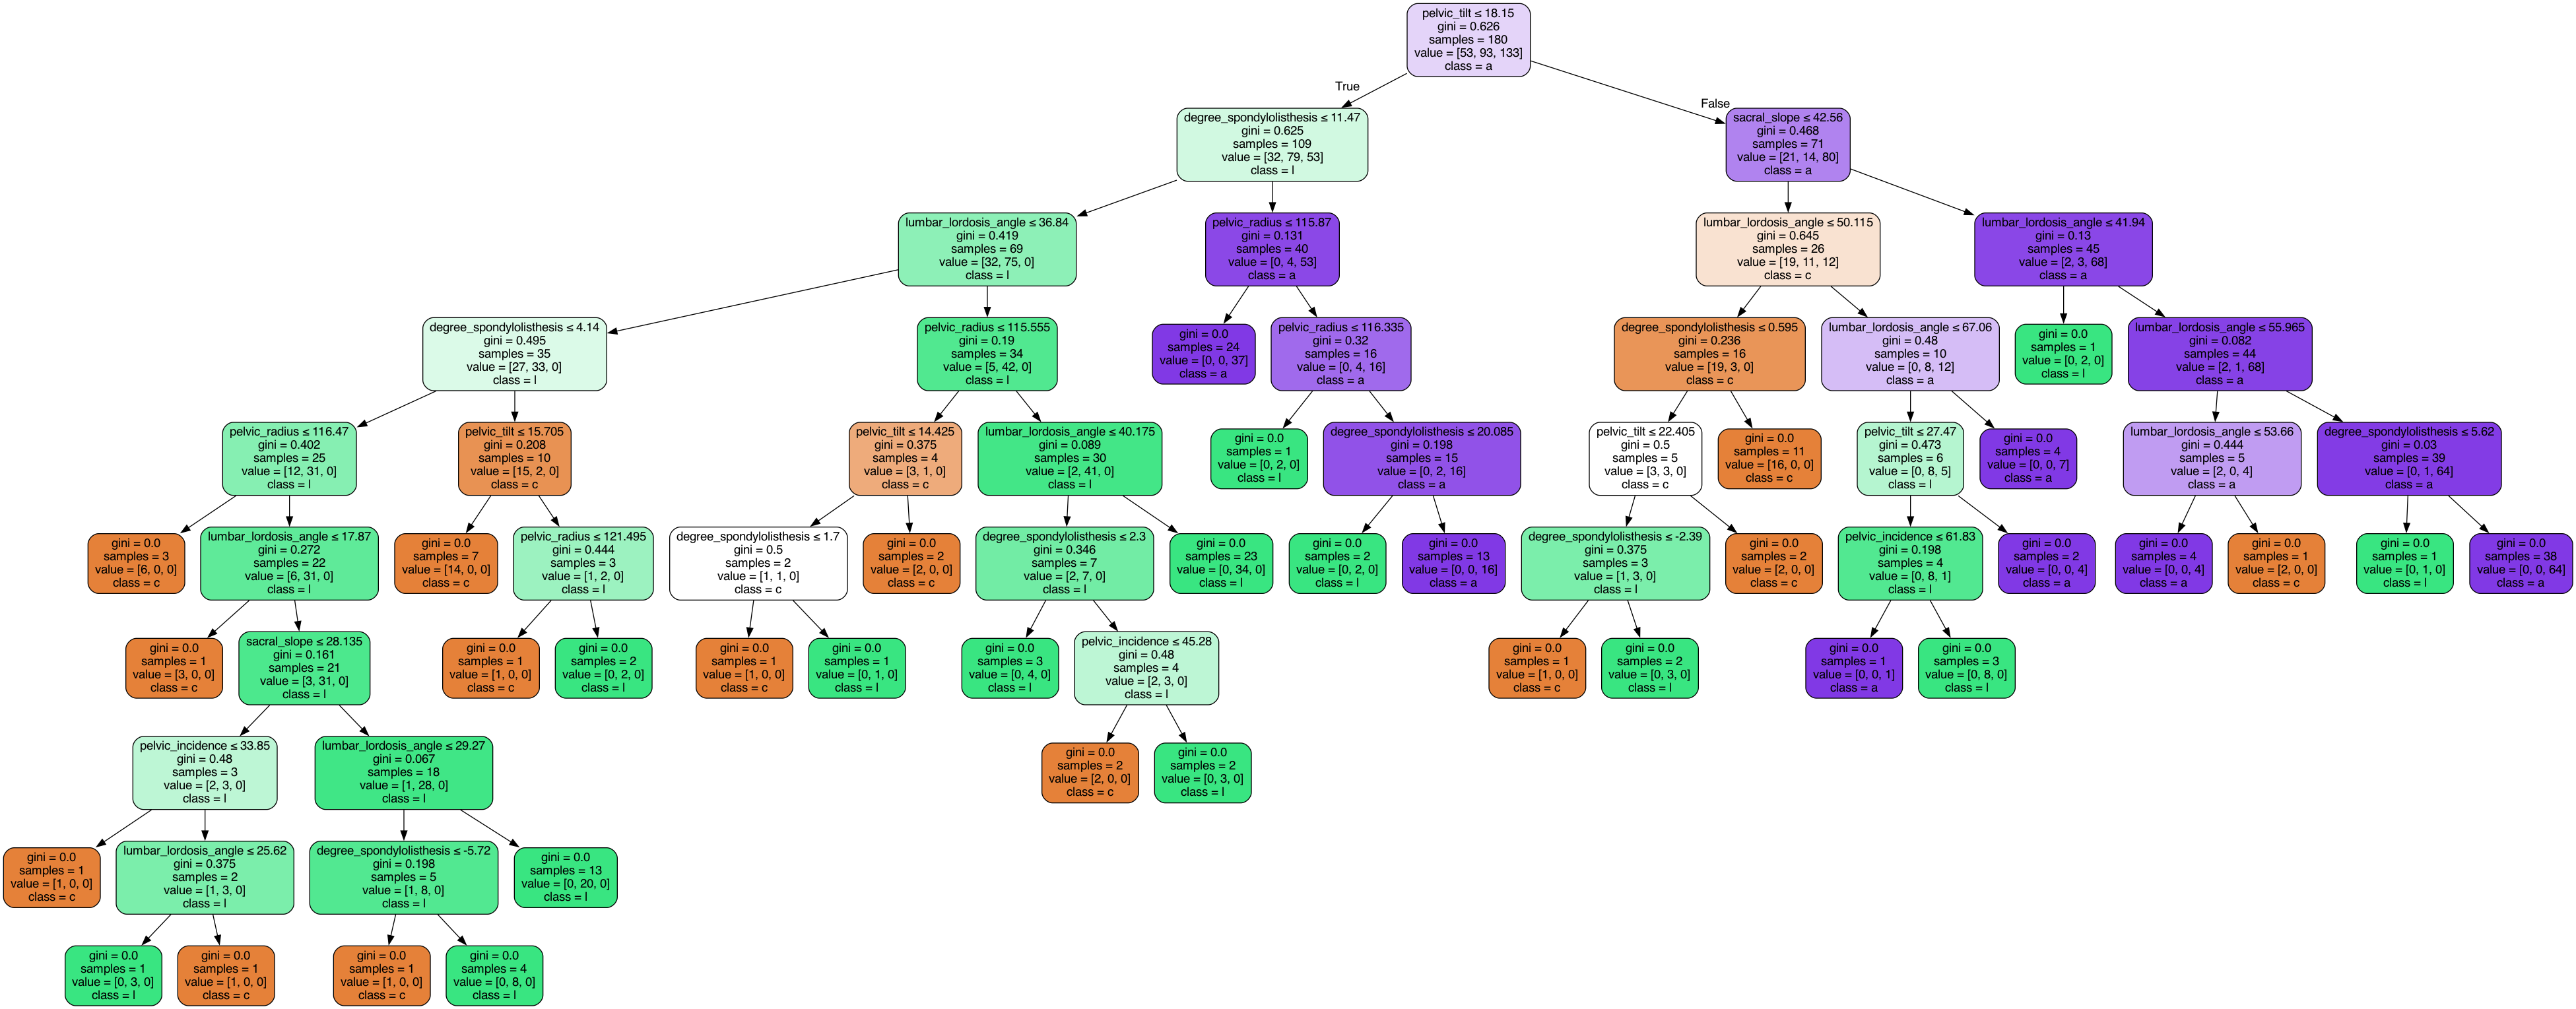 pelvic_tilt ≤ 18.15
gini = 0.626
samples = 180
value = [53, 93, 133]
class = a
True
False
degree_spondylolisthesis ≤ 11.47
gini = 0.625
samples = 109
value = [32, 79, 53]
class = l
sacral_slope ≤ 42.56
gini = 0.468
samples = 71
value = [21, 14, 80]
class = a
lumbar_lordosis_angle ≤ 36.84
gini = 0.419
samples = 69
value = [32, 75, 0]
class = l
pelvic_radius ≤ 115.87
gini = 0.131
samples = 40
value = [0, 4, 53]
class = a
lumbar_lordosis_angle ≤ 50.115
gini = 0.645
samples = 26
value = [19, 11, 12]
class = c
lumbar_lordosis_angle ≤ 41.94
gini = 0.13
samples = 45
value = [2, 3, 68]
class = a
degree_spondylolisthesis ≤ 4.14
gini = 0.495
samples = 35
value = [27, 33, 0]
class = l
pelvic_radius ≤ 115.555
gini = 0.19
samples = 34
value = [5, 42, 0]
class = l
gini = 0.0
samples = 24
value = [0, 0, 37]
class = a
pelvic_radius ≤ 116.335
gini = 0.32
samples = 16
value = [0, 4, 16]
class = a
degree_spondylolisthesis ≤ 0.595
gini = 0.236
samples = 16
value = [19, 3, 0]
class = c
lumbar_lordosis_angle ≤ 67.06
gini = 0.48
samples = 10
value = [0, 8, 12]
class = a
gini = 0.0
samples = 1
value = [0, 2, 0]
class = l
lumbar_lordosis_angle ≤ 55.965
gini = 0.082
samples = 44
value = [2, 1, 68]
class = a
pelvic_radius ≤ 116.47
gini = 0.402
samples = 25
value = [12, 31, 0]
class = l
pelvic_tilt ≤ 15.705
gini = 0.208
samples = 10
value = [15, 2, 0]
class = c
pelvic_tilt ≤ 14.425
gini = 0.375
samples = 4
value = [3, 1, 0]
class = c
lumbar_lordosis_angle ≤ 40.175
gini = 0.089
samples = 30
value = [2, 41, 0]
class = l
gini = 0.0
samples = 1
value = [0, 2, 0]
class = l
degree_spondylolisthesis ≤ 20.085
gini = 0.198
samples = 15
value = [0, 2, 16]
class = a
pelvic_tilt ≤ 22.405
gini = 0.5
samples = 5
value = [3, 3, 0]
class = c
gini = 0.0
samples = 11
value = [16, 0, 0]
class = c
pelvic_tilt ≤ 27.47
gini = 0.473
samples = 6
value = [0, 8, 5]
class = l
gini = 0.0
samples = 4
value = [0, 0, 7]
class = a
lumbar_lordosis_angle ≤ 53.66
gini = 0.444
samples = 5
value = [2, 0, 4]
class = a
degree_spondylolisthesis ≤ 5.62
gini = 0.03
samples = 39
value = [0, 1, 64]
class = a
gini = 0.0
samples = 3
value = [6, 0, 0]
class = c
lumbar_lordosis_angle ≤ 17.87
gini = 0.272
samples = 22
value = [6, 31, 0]
class = l
gini = 0.0
samples = 7
value = [14, 0, 0]
class = c
pelvic_radius ≤ 121.495
gini = 0.444
samples = 3
value = [1, 2, 0]
class = l
degree_spondylolisthesis ≤ 1.7
gini = 0.5
samples = 2
value = [1, 1, 0]
class = c
gini = 0.0
samples = 2
value = [2, 0, 0]
class = c
degree_spondylolisthesis ≤ 2.3
gini = 0.346
samples = 7
value = [2, 7, 0]
class = l
gini = 0.0
samples = 23
value = [0, 34, 0]
class = l
gini = 0.0
samples = 2
value = [0, 2, 0]
class = l
gini = 0.0
samples = 13
value = [0, 0, 16]
class = a
degree_spondylolisthesis ≤ -2.39
gini = 0.375
samples = 3
value = [1, 3, 0]
class = l
gini = 0.0
samples = 2
value = [2, 0, 0]
class = c
pelvic_incidence ≤ 61.83
gini = 0.198
samples = 4
value = [0, 8, 1]
class = l
gini = 0.0
samples = 2
value = [0, 0, 4]
class = a
gini = 0.0
samples = 4
value = [0, 0, 4]
class = a
gini = 0.0
samples = 1
value = [2, 0, 0]
class = c
gini = 0.0
samples = 1
value = [0, 1, 0]
class = l
gini = 0.0
samples = 38
value = [0, 0, 64]
class = a
gini = 0.0
samples = 1
value = [3, 0, 0]
class = c
sacral_slope ≤ 28.135
gini = 0.161
samples = 21
value = [3, 31, 0]
class = l
gini = 0.0
samples = 1
value = [1, 0, 0]
class = c
gini = 0.0
samples = 2
value = [0, 2, 0]
class = l
gini = 0.0
samples = 1
value = [1, 0, 0]
class = c
gini = 0.0
samples = 1
value = [0, 1, 0]
class = l
gini = 0.0
samples = 3
value = [0, 4, 0]
class = l
pelvic_incidence ≤ 45.28
gini = 0.48
samples = 4
value = [2, 3, 0]
class = l
gini = 0.0
samples = 1
value = [1, 0, 0]
class = c
gini = 0.0
samples = 2
value = [0, 3, 0]
class = l
gini = 0.0
samples = 1
value = [0, 0, 1]
class = a
gini = 0.0
samples = 3
value = [0, 8, 0]
class = l
pelvic_incidence ≤ 33.85
gini = 0.48
samples = 3
value = [2, 3, 0]
class = l
lumbar_lordosis_angle ≤ 29.27
gini = 0.067
samples = 18
value = [1, 28, 0]
class = l
gini = 0.0
samples = 2
value = [2, 0, 0]
class = c
gini = 0.0
samples = 2
value = [0, 3, 0]
class = l
gini = 0.0
samples = 1
value = [1, 0, 0]
class = c
lumbar_lordosis_angle ≤ 25.62
gini = 0.375
samples = 2
value = [1, 3, 0]
class = l
degree_spondylolisthesis ≤ -5.72
gini = 0.198
samples = 5
value = [1, 8, 0]
class = l
gini = 0.0
samples = 13
value = [0, 20, 0]
class = l
gini = 0.0
samples = 1
value = [0, 3, 0]
class = l
gini = 0.0
samples = 1
value = [1, 0, 0]
class = c
gini = 0.0
samples = 1
value = [1, 0, 0]
class = c
gini = 0.0
samples = 4
value = [0, 8, 0]
class = l